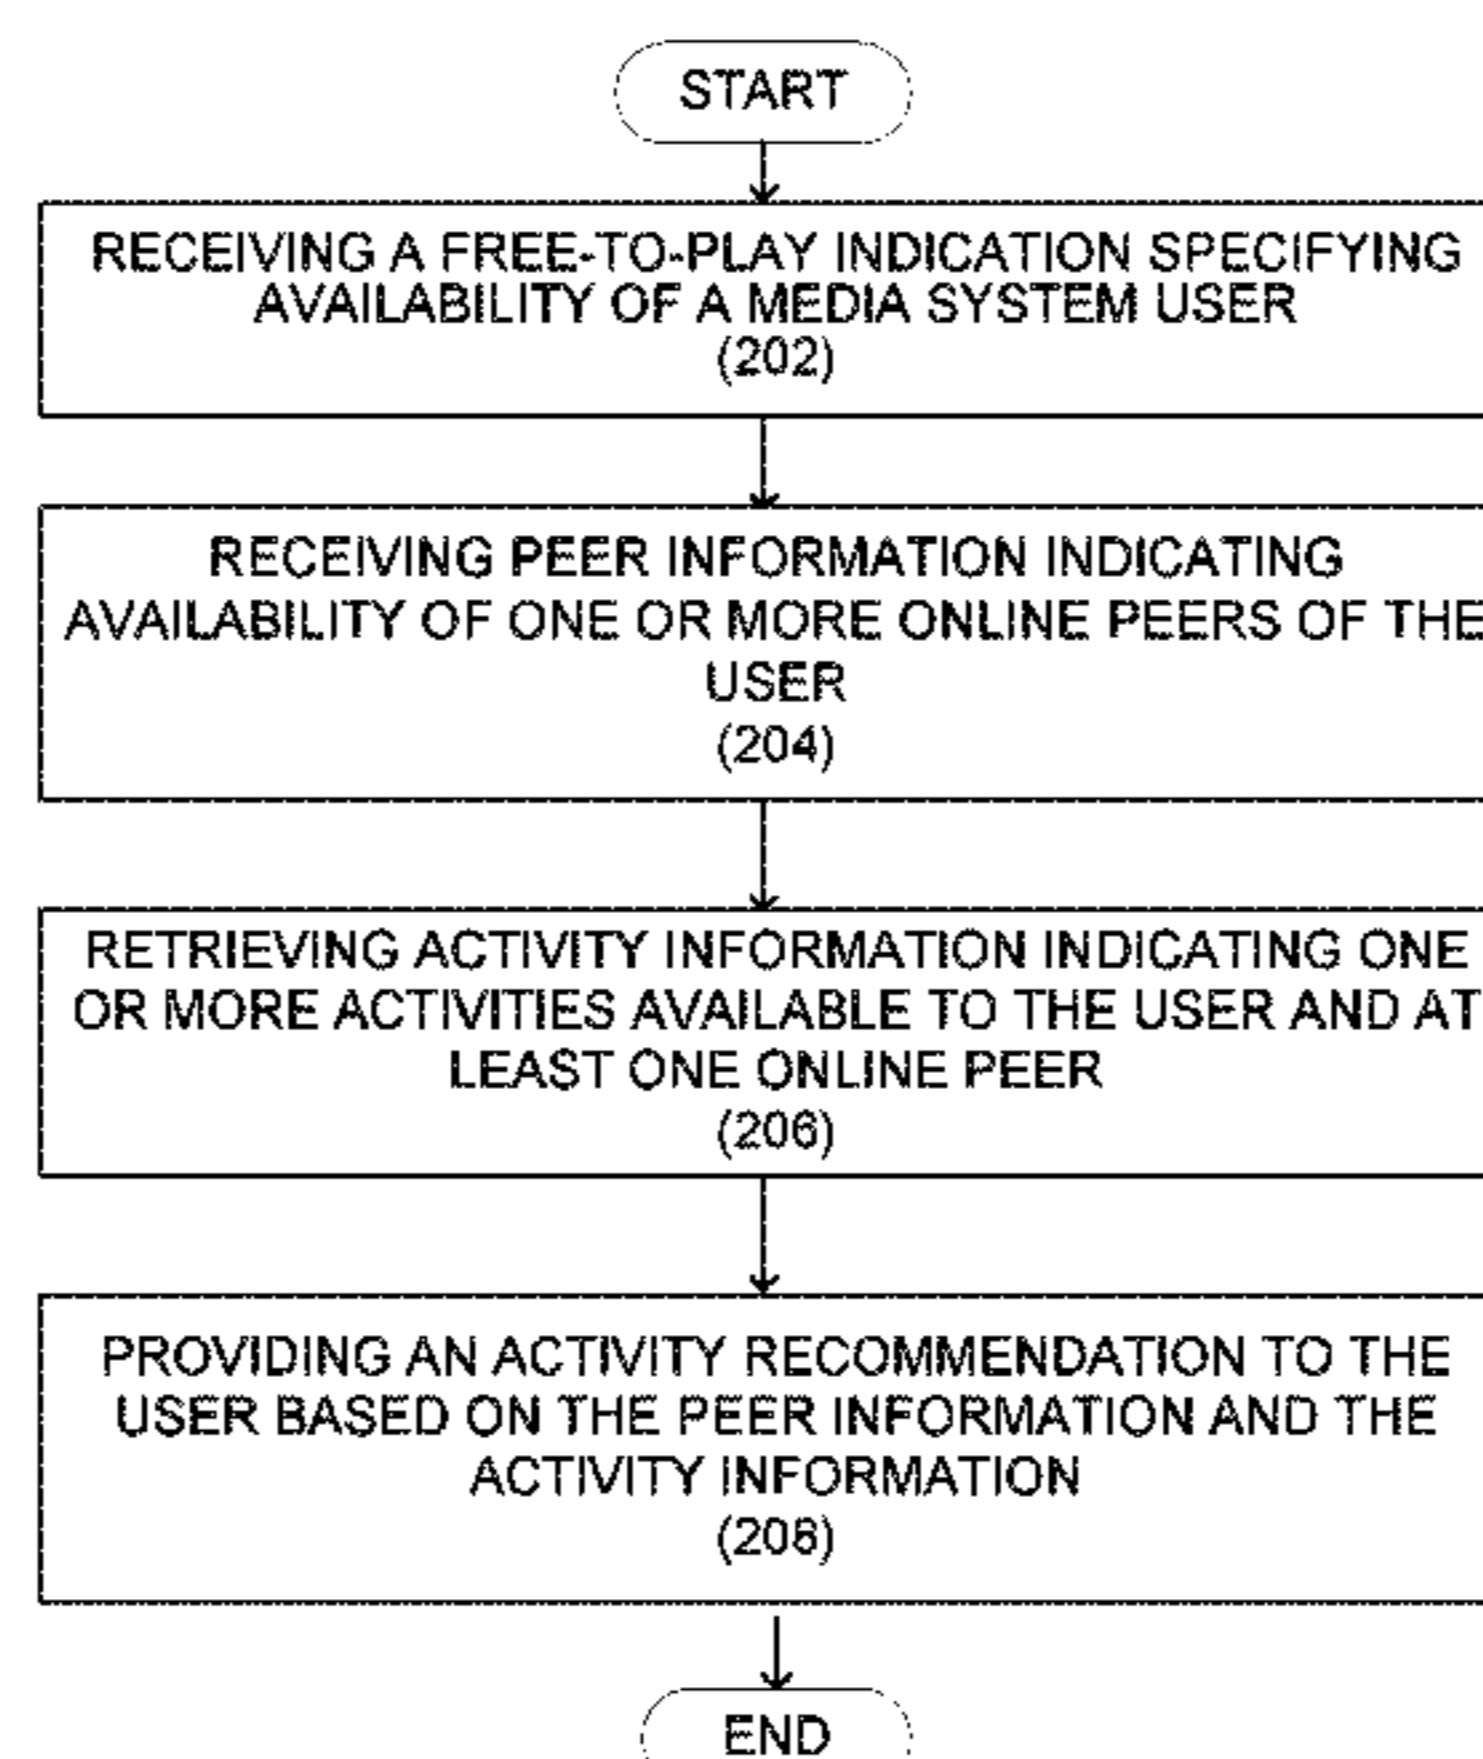 START
RECEIVING A FREE-TO-PLAY INDICATION SPECIFYING
AVAILABILITY OF A MEDIA SYSTEM USER
(202)
RECEIVING PEER INFORMATION INDICATING
AVAILABILITY OF ONE OR MORE ONLINE PEERS OF THE
USER
(204)
RETRIEVING ACTIVITY INFORMATION INDICATING ONE
OR MORE ACTIVITIES AVAILABLE TO THE USER AND AT
LEAST ONE ONLINE PEER
(206)
PROVIDING AN ACTIVITY RECOMMENDATION TO THE
USER BASED ON THE PEER INFORMATION AND THE
ACTIVITY INFORMATION
(208)
END